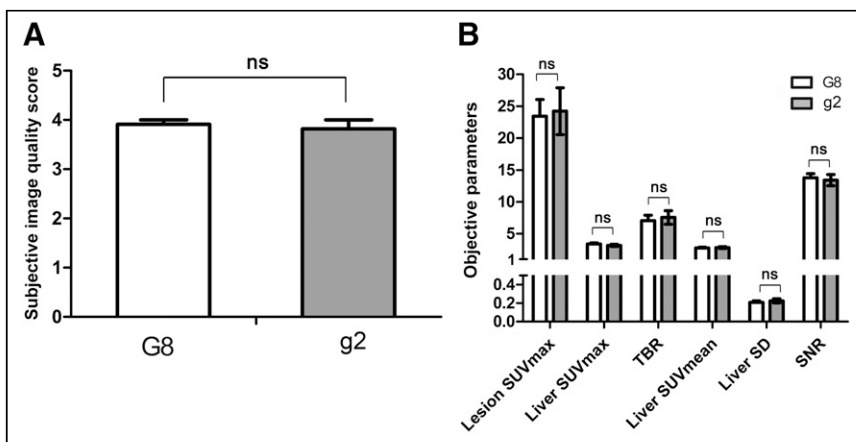 A
ns
Subjective image quality score
5
4
3
2
1
0
G8
g2
B
ns
ns
ns
ns
ns
ns
G8
g2
Objective parameters
30
25
20
15
10
5
1
0.4
0.2
0.0
Lesion SUVmax
Liver SUVmax
TBR
Liver SUVmean
Liver SD
SNR